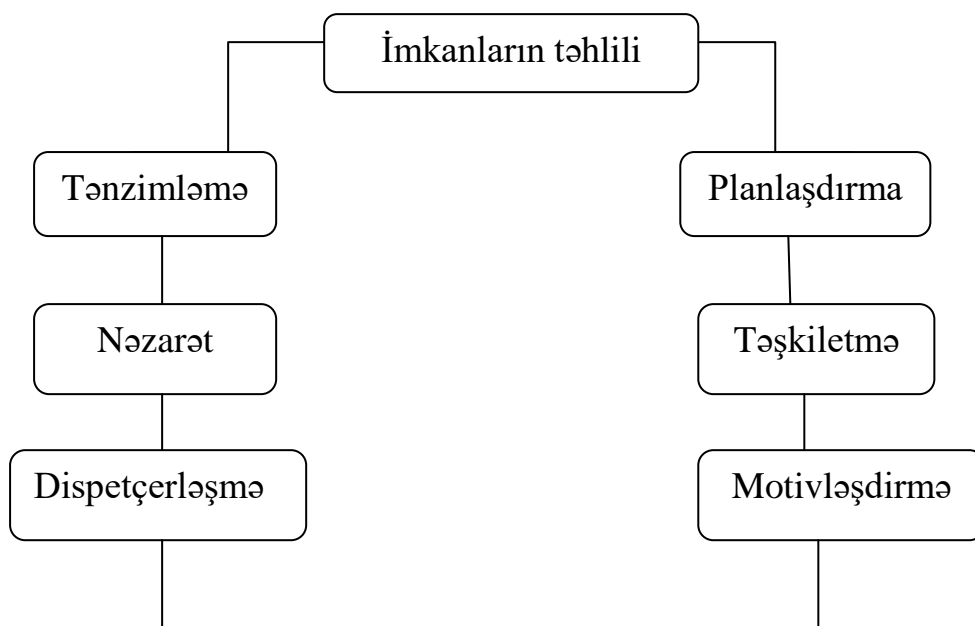 İmkanların təhlili
Tənzimləmə
Planlaşdırma
Nəzarət
Təşkiletmə
Dispetçerləşmə
Motivləşdirmə